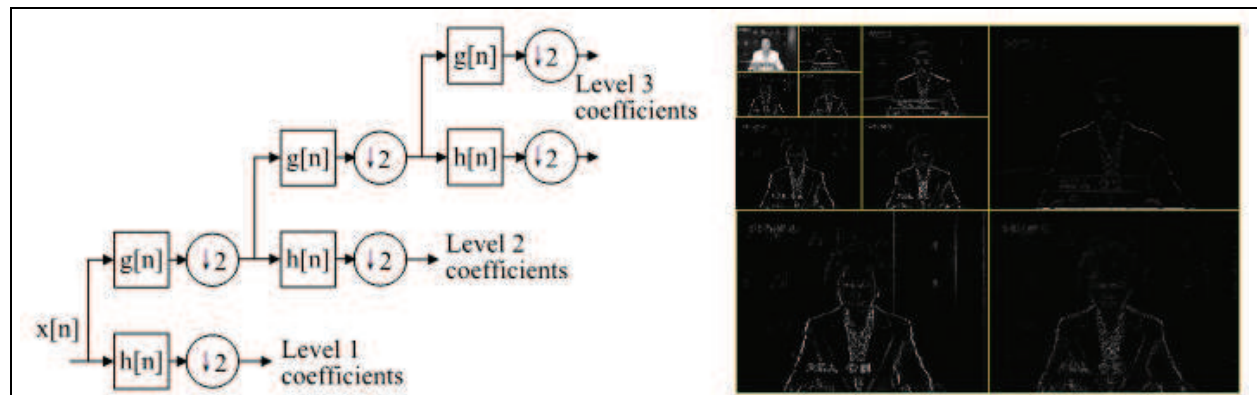 g[n] ↓2
Level 3
coefficients
g[n] ↓2 h[n] ↓2
g[n] ↓2 h[n] ↓2 Level 2
coefficients
x[n]
h[n] ↓2 Level 1
coefficients